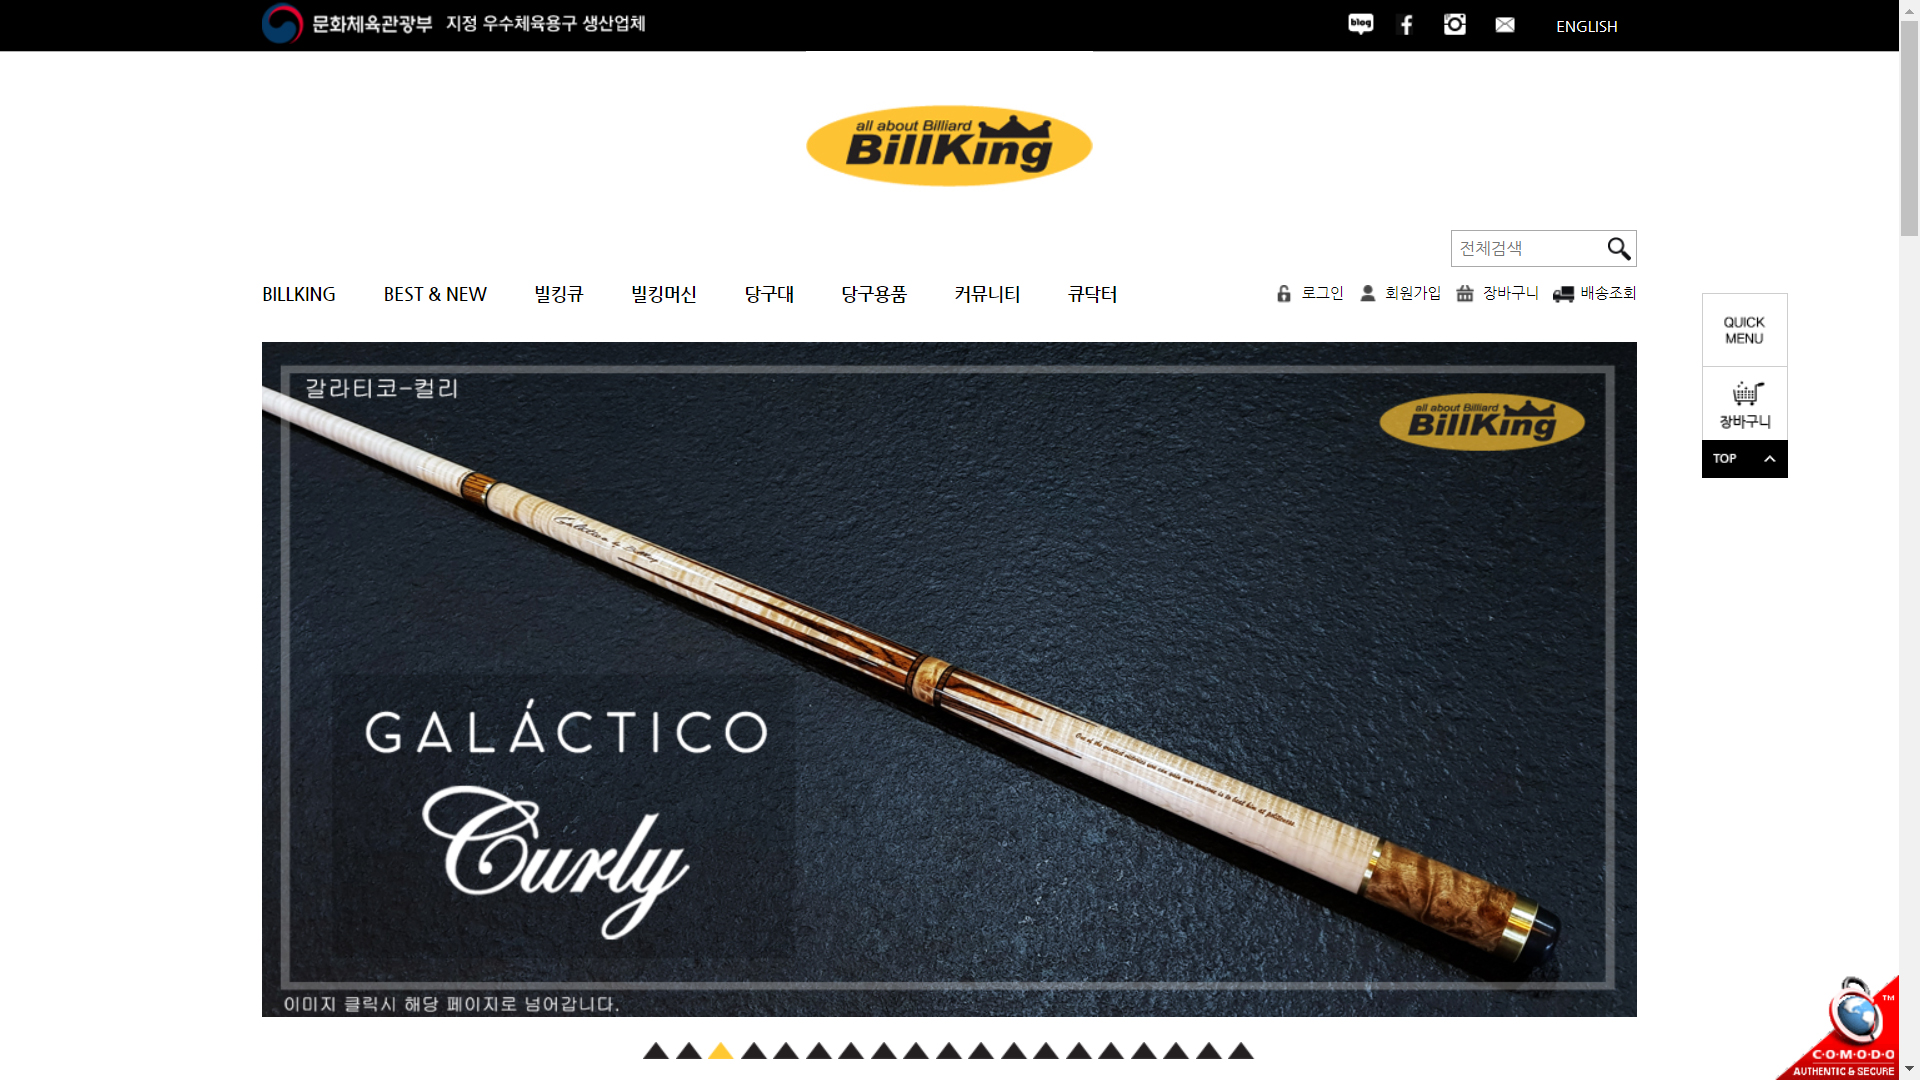 문화체육관광부 지정 우수체육용구 생산업체
blog
ENGLISH
all about Billiard
BillKing
전체검색
BILLKING
BEST & NEW
빌킹큐
빌킹머신
당구대
당구용품
커뮤니티
큐닥터
로그인
회원가입
장바구니
배송조회
QUICK
MENU
장바구니
TOP
갈라티코-컬리
all about Billiard
BillKing
Galáctico by BillKing
GALÁCTICO
Curly
이미지 클릭시 해당 페이지로 넘어갑니다.
TM
C·O·M·O·D·O
AUTHENTIC & SECURE